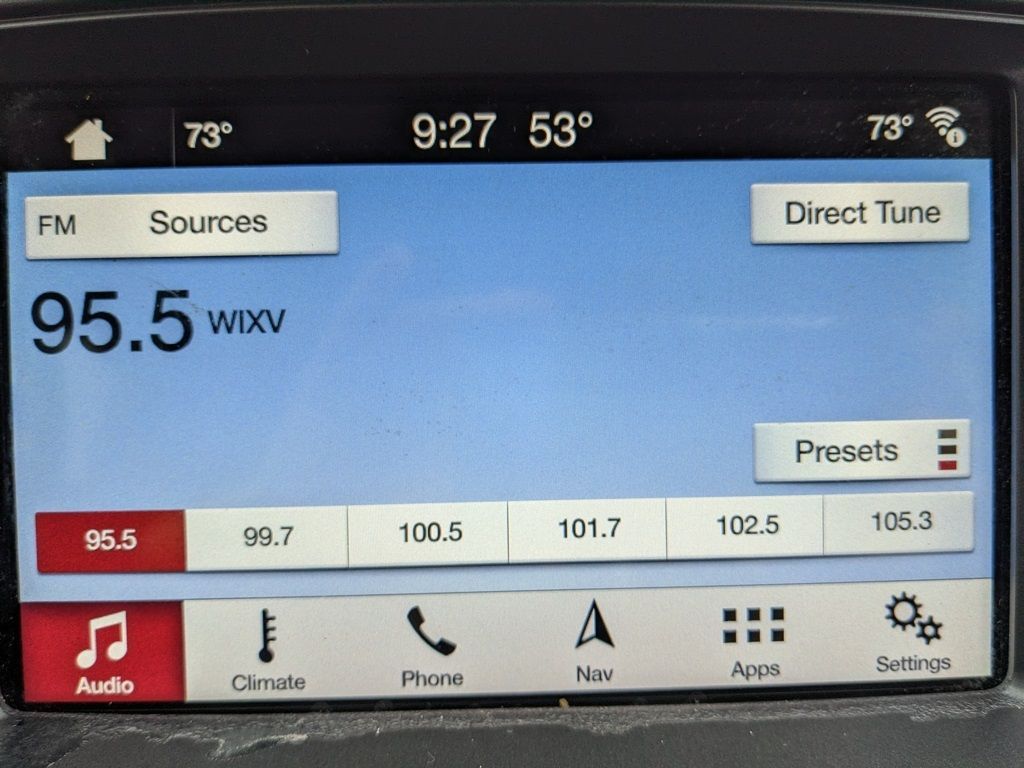 73° 9:27 53° 73°
FM Sources Direct Tune
95.5 WIXV
Presets
95.5 99.7 100.5 101.7 102.5 105.3
Audio Climate Phone Nav Apps Settings